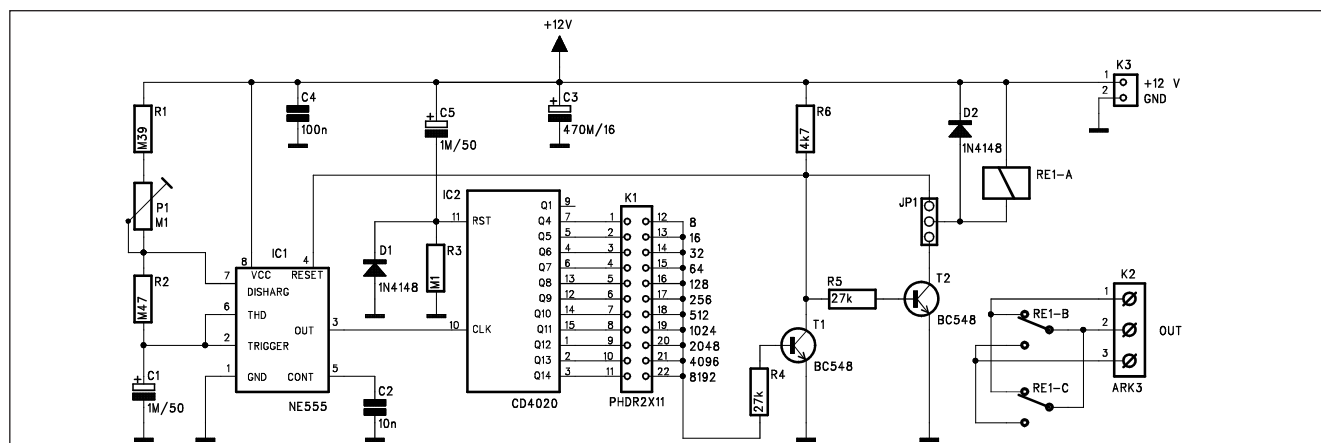 +12V
K3
1
+12 V
2
GND
R1
M39
C4
100n
+
C5
1M/50
+
C3
470M/16
R6
4k7
D2
1N4148
RE1-A
P1
M1
IC2
11
RST
Q1
9
Q4
7
Q5
5
Q6
4
Q7
6
Q8
13
Q9
12
Q10
14
Q11
15
Q12
1
Q13
2
Q14
3
10
CLK
CD4020
K1
1
12
8
2
13
16
3
14
32
4
15
64
5
16
128
6
17
256
7
18
512
8
19
1024
9
20
2048
10
21
4096
11
22
8192
PHDR2X11
JP1
D1
1N4148
R3
M1
IC1
8
4
VCC
RESET
7
DISHARG
6
THD
OUT
3
2
TRIGGER
1
GND
CONT
5
NE555
R2
M47
+
C1
1M/50
C2
10n
R5
27k
T2
BC548
T1
BC548
R4
27k
K2
1
2
3
OUT
ARK3
RE1-B
RE1-C